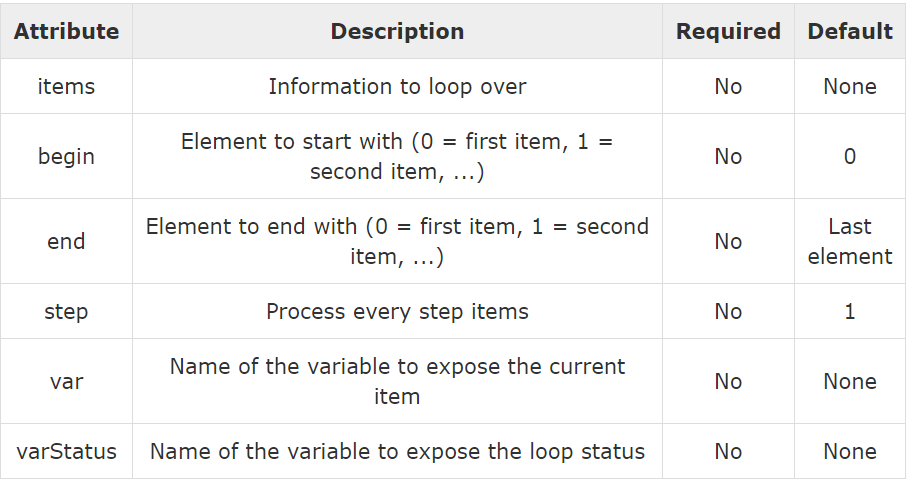 Attribute Description Required Default
items Information to loop over No None
begin Element to start with (0 = first item, 1 =
second item, ...) No 0
end Element to end with (0 = first item, 1 = second
item, ...) No Last
element
step Process every step items No 1
var Name of the variable to expose the current
item No None
varStatus Name of the variable to expose the loop status No None